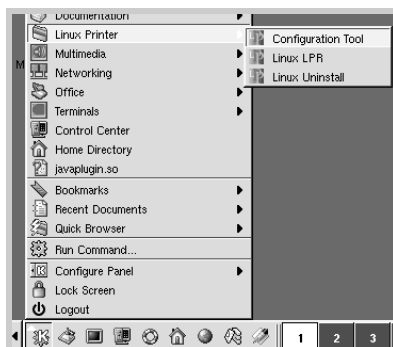 Documentation
Linux Printer
Multimedia
Networking
Office
Terminals
Control Center
Home Directory
javaplugin.so
Bookmarks
Recent Documents
Quick Browser
Run Command...
Configure Panel
Lock Screen
Logout
Configuration Tool
Linux LPR
Linux Uninstall
M
1 2 3